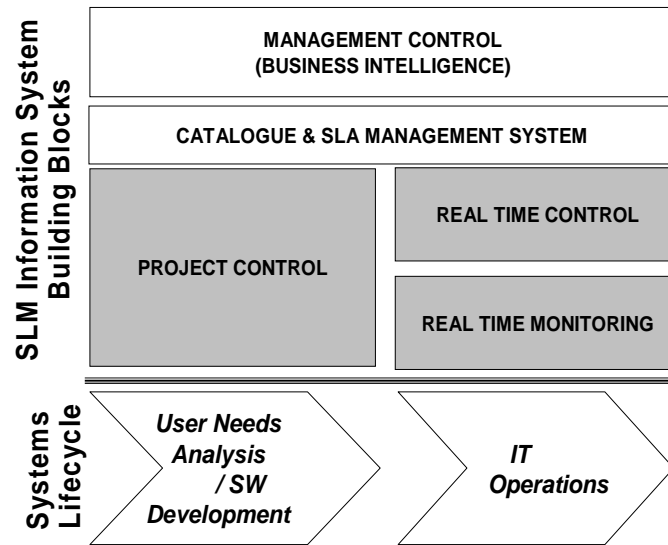 SLM Information System
Building Blocks
MANAGEMENT CONTROL
(BUSINESS INTELLIGENCE)
CATALOGUE & SLA MANAGEMENT SYSTEM
PROJECT CONTROL
REAL TIME CONTROL
REAL TIME MONITORING
Systems
Lifecycle
User Needs
Analysis
/ SW
Development
IT
Operations